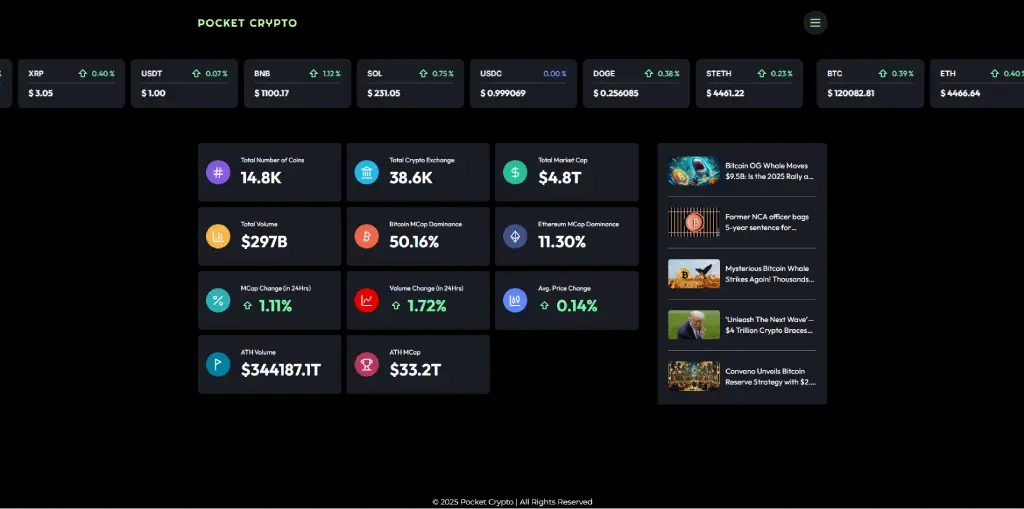 POCKET CRYPTO
%
XRP 0.40 %
$ 3.05
USDT 0.07 %
$ 1.00
BNB 1.12 %
$ 1100.17
SOL 0.75 %
$ 231.05
USDC 0.00 %
$ 0.999069
DOGE 0.38 %
$ 0.256085
STETH 0.23 %
$ 4461.22
BTC 0.39 %
$ 120082.81
ETH 0.40 %
$ 4466.64
Total Number of Coins
14.8K
Total Crypto Exchange
38.6K
Total Market Cap
$4.8T
Total Volume
$297B
Bitcoin MCap Dominance
50.16%
Ethereum MCap Dominance
11.30%
MCap Change (in 24Hrs)
1.11%
Volume Change (in 24Hrs)
1.72%
Avg. Price Change
0.14%
ATH Volume
$344187.1T
ATH MCap
$33.2T
Bitcoin OG Whale Moves
$9.5B: Is the 2025 Rally a...
Former NCA officer bags
5-year sentence for...
Mysterious Bitcoin Whale
Strikes Again! Thousands...
'Unleash The Next Wave'—
$4 Trillion Crypto Braces...
Convano Unveils Bitcoin
Reserve Strategy with $2....
© 2025 Pocket Crypto | All Rights Reserved